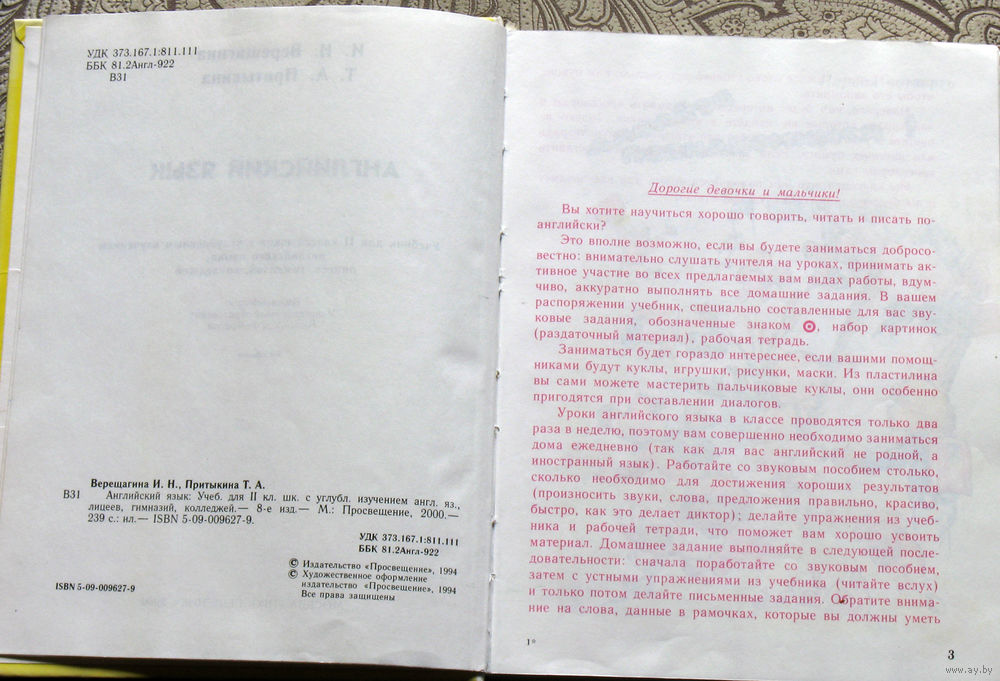 УДК 373.167.1:811.111
ББК 81.2Англ-922
В31
Верещагина И. Н., Притыкина Т. А.
В31 Английский язык: Учеб. для II кл. шк. с углубл. изучением англ. яз.,
лицеев, гимназий, колледжей.— 8-е изд.— М.: Просвещение, 2000.—
239 с.: ил.— ISBN 5-09-009627-9.
УДК 373.167.1:811.111
ББК 81.2Англ-922
ISBN 5-09-009627-9
© Издательство «Просвещение», 1994
© Художественное оформление
издательство «Просвещение», 1994
Все права защищены
Дорогие девочки и мальчики!
Вы хотите научиться хорошо говорить, читать и писать по-
английски?
Это вполне возможно, если вы будете заниматься добросо-
вестно: внимательно слушать учителя на уроках, принимать ак-
тивное участие во всех предлагаемых вам видах работы, вдум-
чиво, аккуратно выполнять все домашние задания. В вашем
распоряжении учебник, специально составленные для вас зву-
ковые задания, обозначенные знаком , набор картинок
(раздаточный материал), рабочая тетрадь.
Заниматься будет гораздо интереснее, если вашими помощ-
никами будут куклы, игрушки, рисунки, маски. Из пластилина
вы сами можете мастерить пальчиковые куклы, они особенно
пригодятся при составлении диалогов.
Уроки английского языка в классе проводятся только два
раза в неделю, поэтому вам совершенно необходимо заниматься
дома ежедневно (так как для вас английский не родной, а
иностранный язык). Работайте со звуковым пособием столько,
сколько необходимо для достижения хороших результатов
(произносить звуки, слова, предложения правильно, красиво,
быстро, как это делает диктор); делайте упражнения из учеб-
ника и рабочей тетради, что поможет вам хорошо усвоить
материал. Домашнее задание выполняйте в следующей после-
довательности: сначала поработайте со звуковым пособием,
затем с устными упражнениями из учебника (читайте вслух)
и только потом делайте письменные задания. Обратите внима-
ние на слова, данные в рамочках, которые вы должны уметь
1*
3
www.ay.by